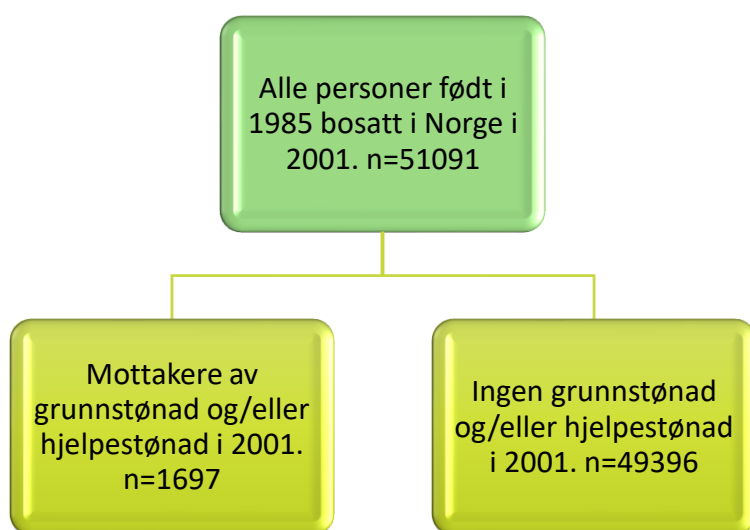 Alle personer født i
1985 bosatt i Norge i
2001. n=51091
Mottakere av
grunnstønad og/eller
hjelpestønad i 2001.
n=1697
Ingen grunnstønad
og/eller hjelpestønad
i 2001. n=49396